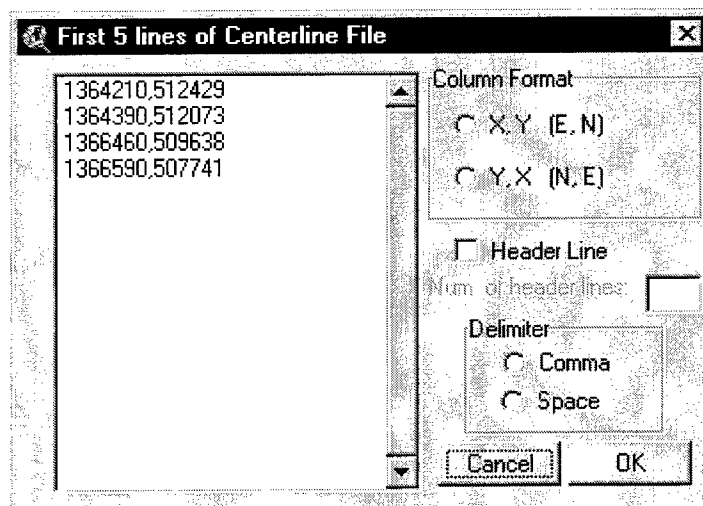 First 5 lines of Centerline File
1364210,512429
1364390,512073
1366460,509638
1366590,507741
Column Format
X,Y (E, N)
Y,X (N, E)
Header Line
Num. of header lines:
Delimiter
Comma
Space
Cancel
OK